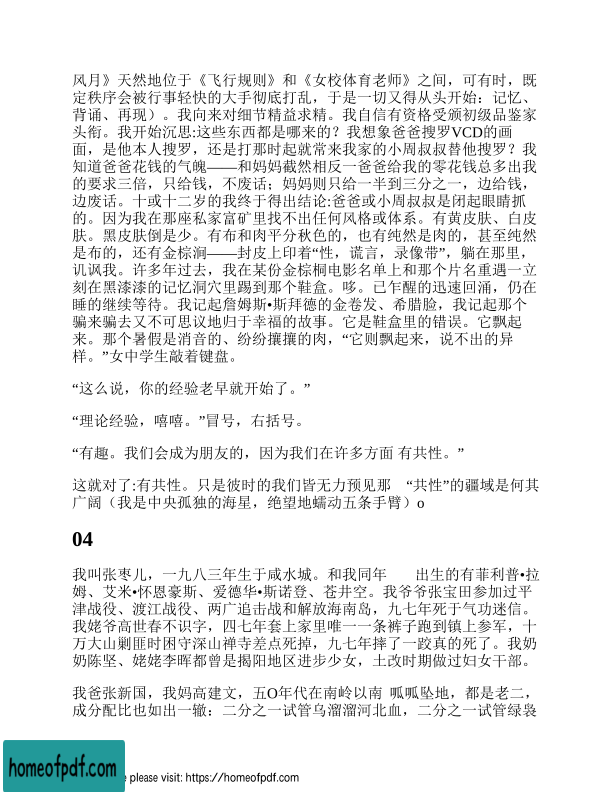 风月》天然地位于《飞行规则》和《女校体育老师》之间，可有时，既
定秩序会被行事轻快的大手彻底打乱，于是一切又得从头开始：记忆、
背诵、再现）。我向来对细节精益求精。我自信有资格受颁初级品鉴家
头衔。我开始沉思:这些东西都是哪来的？我想象爸爸搜罗VCD的画
面，是他本人搜罗，还是打那时起就常来我家的小周叔叔替他搜罗？我
知道爸爸花钱的气魄——和妈妈截然相反一爸爸给我的零花钱总多出我
的要求三倍，只给钱，不废话；妈妈则只给一半到三分之一，边给钱，
边废话。十或十二岁的我终于得出结论:爸爸或小周叔叔是闭起眼睛抓
的。因为我在那座私家富矿里找不出任何风格或体系。有黄皮肤、白皮
肤。黑皮肤倒是少。有布和肉平分秋色的，也有纯然是肉的，甚至纯然
是布的，还有金棕涧——封皮上印着“性，谎言，录像带”，躺在那里，
讥讽我。许多年过去，我在某份金棕榈电影名单上和那个片名重遇一立
刻在黑漆漆的记忆洞穴里踢到那个鞋盒。哆。已乍醒的迅速回涌，仍在
睡的继续等待。我记起詹姆斯•斯拜德的金卷发、希腊脸，我记起那个
骗来骗去又不可思议地归于幸福的故事。它是鞋盒里的错误。它飘起
来。那个暑假是消音的、纷纷攘攘的肉，“它则飘起来，说不出的异
样。”女中学生敲着键盘。
“这么说，你的经验老早就开始了。”
“理论经验，嘻嘻。”冒号，右括号。
“有趣。我们会成为朋友的，因为我们在许多方面 有共性。”
这就对了:有共性。只是彼时的我们皆无力预见那 “共性”的疆域是何其
广阔（我是中央孤独的海星，绝望地蠕动五条手臂）o
04
我叫张枣儿，一九八三年生于咸水城。和我同年 出生的有菲利普•拉
姆、艾米•怀恩豪斯、爱德华•斯诺登、苍井空。我爷爷张宝田参加过平
津战役、渡江战役、两广追击战和解放海南岛，九七年死于气功迷信。
我姥爷高世春不识字，四七年套上家里唯一一条裤子跑到镇上参军，十
万大山剿匪时困守深山禅寺差点死掉，九七年摔了一跤真的死了。我奶
奶陈坚、姥姥李晖都曾是揭阳地区进步少女，土改时期做过妇女干部。
我爸张新国，我妈高建文，五O年代在南岭以南 呱呱坠地，都是老二，
成分配比也如出一辙：二分之一试管乌溜溜河北血，二分之一试管绿袅
homeofpdf.com
e please visit: https://homeofpdf.com